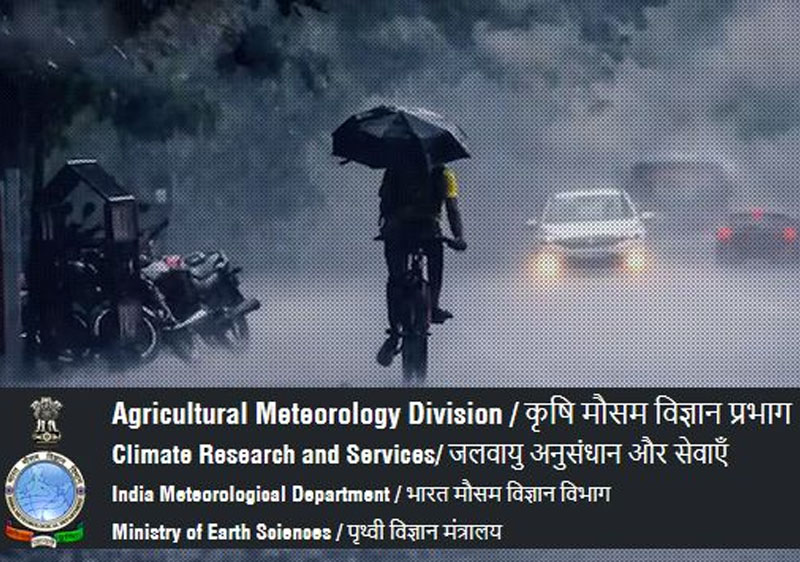 Agricultural Meteorology Division / कृषि मौसम विज्ञान प्रभाग
Climate Research and Services/ जलवायु अनुसंधान और सेवाएँ
India Meteorological Department / भारत मौसम विज्ञान विभाग
Ministry of Earth Sciences / पृथ्वी विज्ञान मंत्रालय